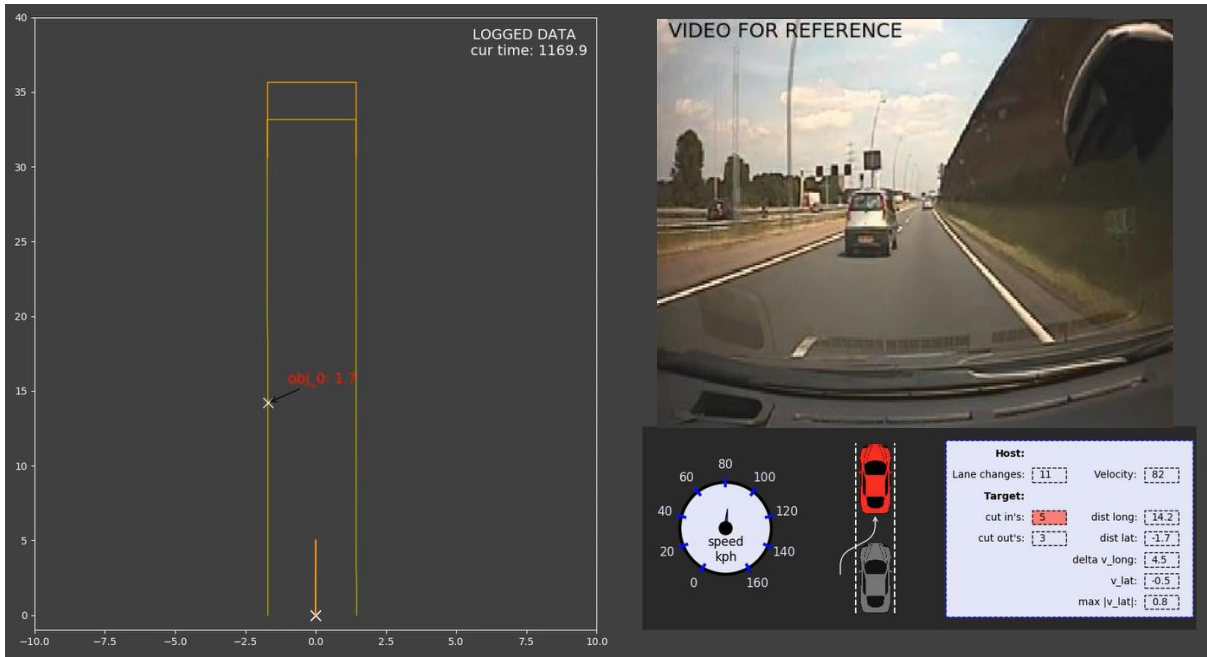 LOGGED DATA
cur time: 1169.9
40
35
30
25
20
15
10
5
0
obj_0: 1.7
−10.0 −7.5 −5.0 −2.5 0.0 2.5 5.0 7.5 10.0
VIDEO FOR REFERENCE
0 20 40 60 80 100 120 140 160
speed
kph
Host:
Lane changes: 11 Velocity: 82
Target:
cut in's: 5 dist long: 14.2
cut out's: 3 dist lat: -1.7
delta v_long: 4.5
v_lat: -0.5
max |v_lat|: 0.8